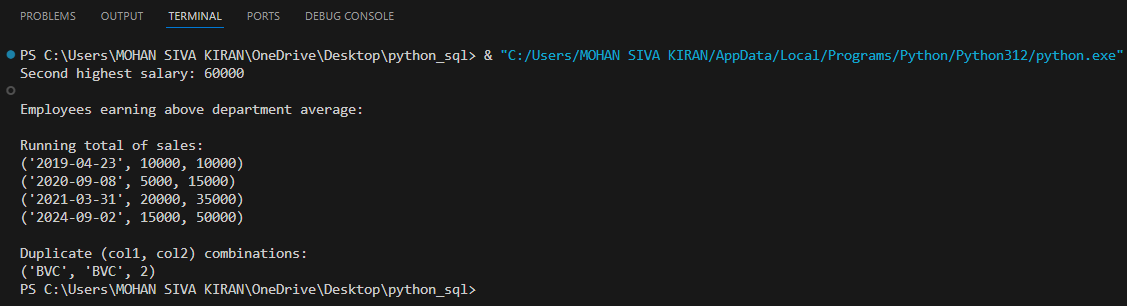 PROBLEMS OUTPUT TERMINAL PORTS DEBUG CONSOLE
PS C:\Users\MOHAN SIVA KIRAN\OneDrive\Desktop\python_sql> & "C:/Users/MOHAN SIVA KIRAN/AppData/Local/Programs/Python/Python312/python.exe"
Second highest salary: 60000
Employees earning above department average:
Running total of sales:
('2019-04-23', 10000, 10000)
('2020-09-08', 5000, 15000)
('2021-03-31', 20000, 35000)
('2024-09-02', 15000, 50000)
Duplicate (col1, col2) combinations:
('BVC', 'BVC', 2)
PS C:\Users\MOHAN SIVA KIRAN\OneDrive\Desktop\python_sql>